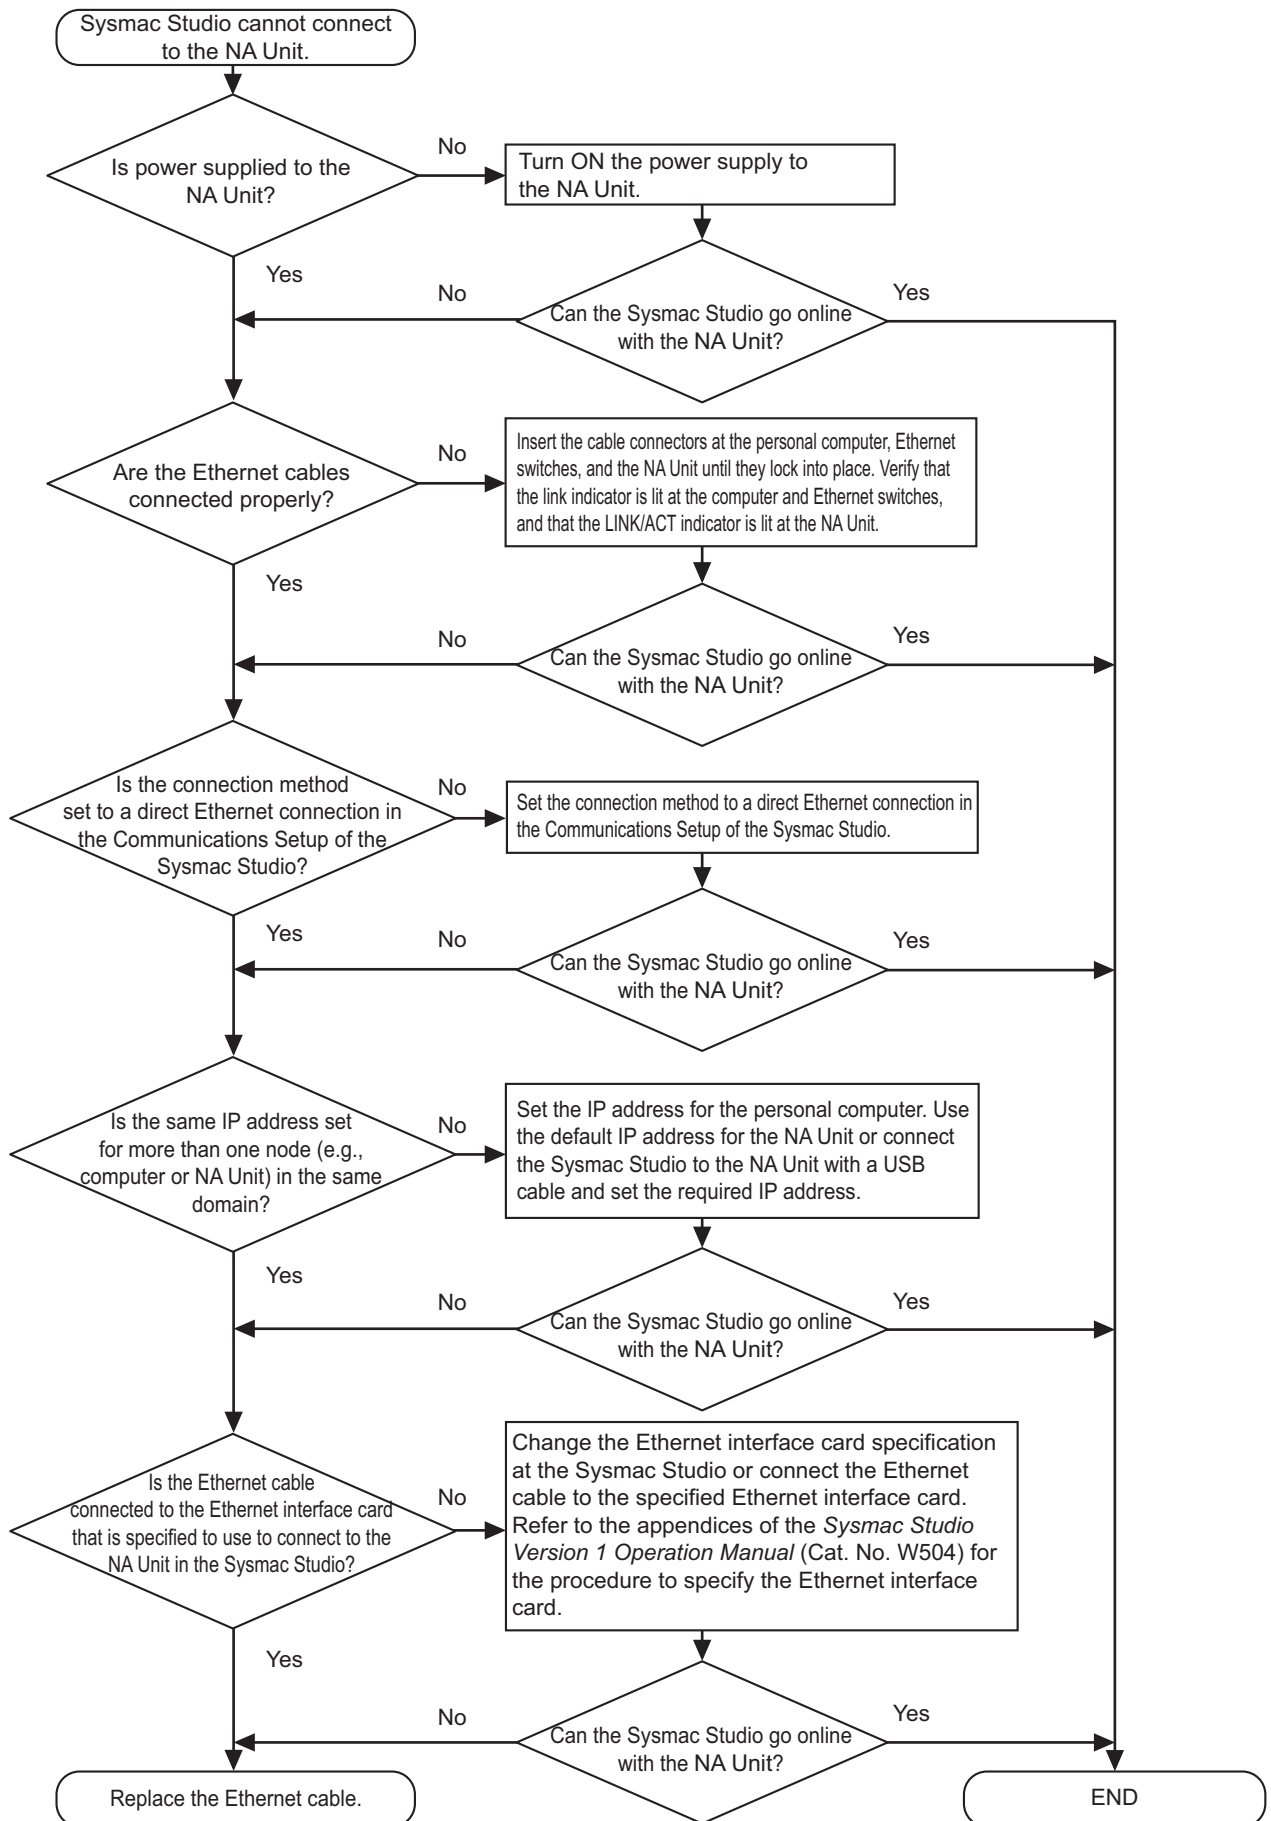 Sysmac Studio cannot connect
to the NA Unit.
Is power supplied to the
NA Unit?
No
Turn ON the power supply to
the NA Unit.
Yes
No
Can the Sysmac Studio go online
with the NA Unit?
Yes
Are the Ethernet cables
connected properly?
No
Insert the cable connectors at the personal computer, Ethernet
switches, and the NA Unit until they lock into place. Verify that
the link indicator is lit at the computer and Ethernet switches,
and that the LINK/ACT indicator is lit at the NA Unit.
Yes
No
Can the Sysmac Studio go online
with the NA Unit?
Yes
Is the connection method
set to a direct Ethernet connection in
the Communications Setup of the
Sysmac Studio?
No
Set the connection method to a direct Ethernet connection in
the Communications Setup of the Sysmac Studio.
Yes
No
Can the Sysmac Studio go online
with the NA Unit?
Yes
Is the same IP address set
for more than one node (e.g.,
computer or NA Unit) in the same
domain?
No
Set the IP address for the personal computer. Use
the default IP address for the NA Unit or connect
the Sysmac Studio to the NA Unit with a USB
cable and set the required IP address.
Yes
No
Can the Sysmac Studio go online
with the NA Unit?
Yes
Is the Ethernet cable
connected to the Ethernet interface card
that is specified to use to connect to the
NA Unit in the Sysmac Studio?
No
Change the Ethernet interface card specification
at the Sysmac Studio or connect the Ethernet
cable to the specified Ethernet interface card.
Refer to the appendices of the Sysmac Studio
Version 1 Operation Manual (Cat. No. W504) for
the procedure to specify the Ethernet interface
card.
Yes
No
Can the Sysmac Studio go online
with the NA Unit?
Yes
Replace the Ethernet cable.
END